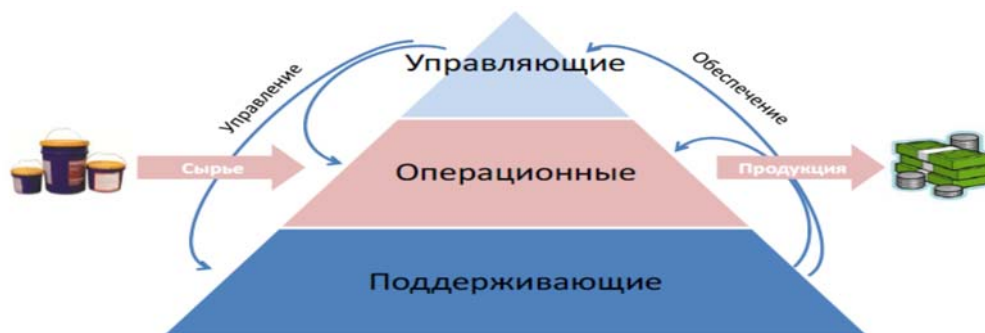 Управляющие
Управление
Обеспечение
Сырье
Операционные
Продукция
Поддерживающие